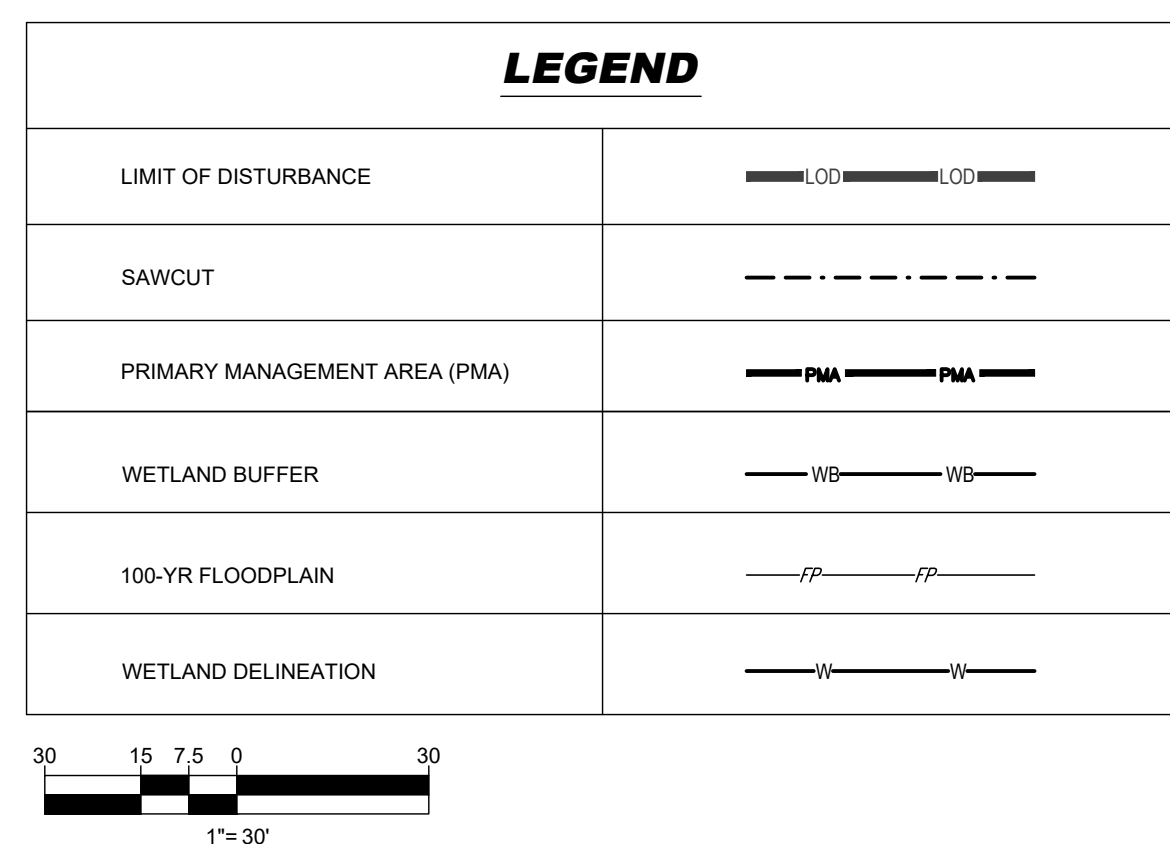 LEGEND
LIMIT OF DISTURBANCE LOD LOD
SAWCUT
PRIMARY MANAGEMENT AREA (PMA) PMA PMA
WETLAND BUFFER WB WB
100-YR FLOODPLAIN FP FP
WETLAND DELINEATION W W
30 15 7.5 0 30
1"= 30'